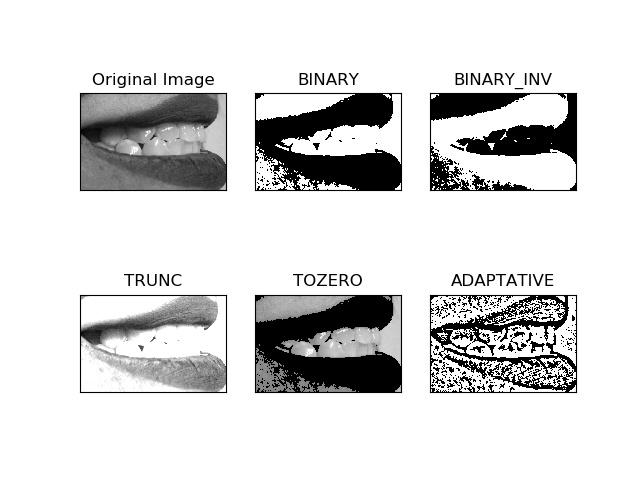 Original Image
BINARY
BINARY_INV
TRUNC
TOZERO
ADAPTATIVE